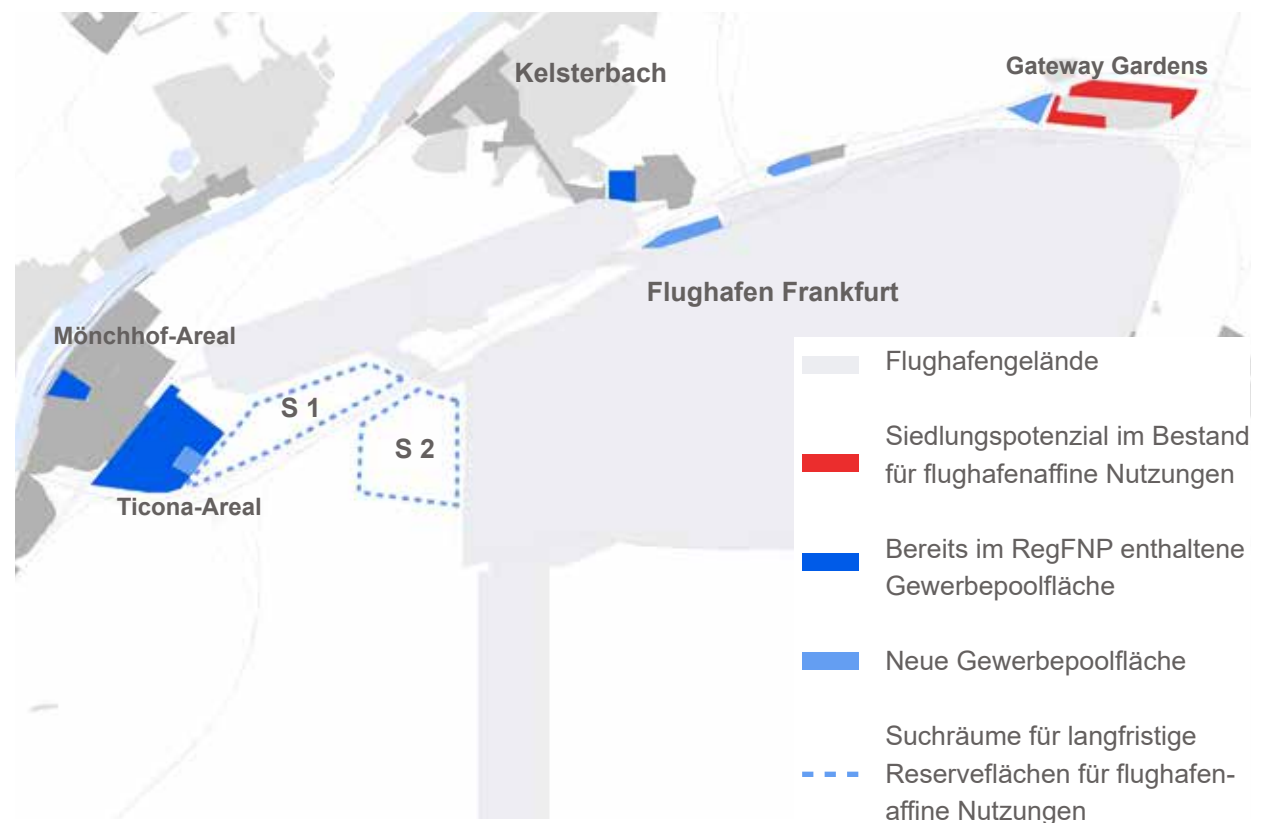 Kelsterbach
Gateway Gardens
Flughafen Frankfurt
Mönchhof-Areal
S 1
S 2
Ticona-Areal
Flughafengelände
Siedlungspotenzial im Bestand
für flughafenaffine Nutzungen
Bereits im RegFNP enthaltene
Gewerbepoolfläche
Neue Gewerbepoolfläche
Suchräume für langfristige
Reserveflächen für flughafen-
affine Nutzungen